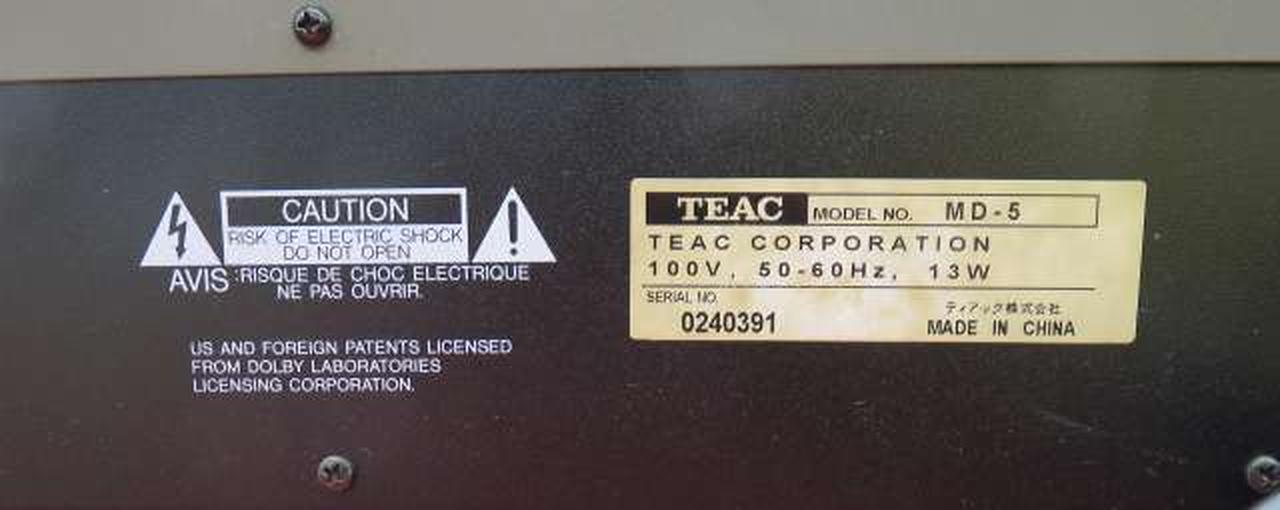 CAUTION
RISK OF ELECTRIC SHOCK
DO NOT OPEN
AVIS :RISQUE DE CHOC ELECTRIQUE
NE PAS OUVRIR.
US AND FOREIGN PATENTS LICENSED
FROM DOLBY LABORATORIES
LICENSING CORPORATION.
TEAC MODEL NO. MD-5
TEAC CORPORATION
100V, 50-60Hz, 13W
SERIAL NO.
0240391
ティアック株式会社
MADE IN CHINA